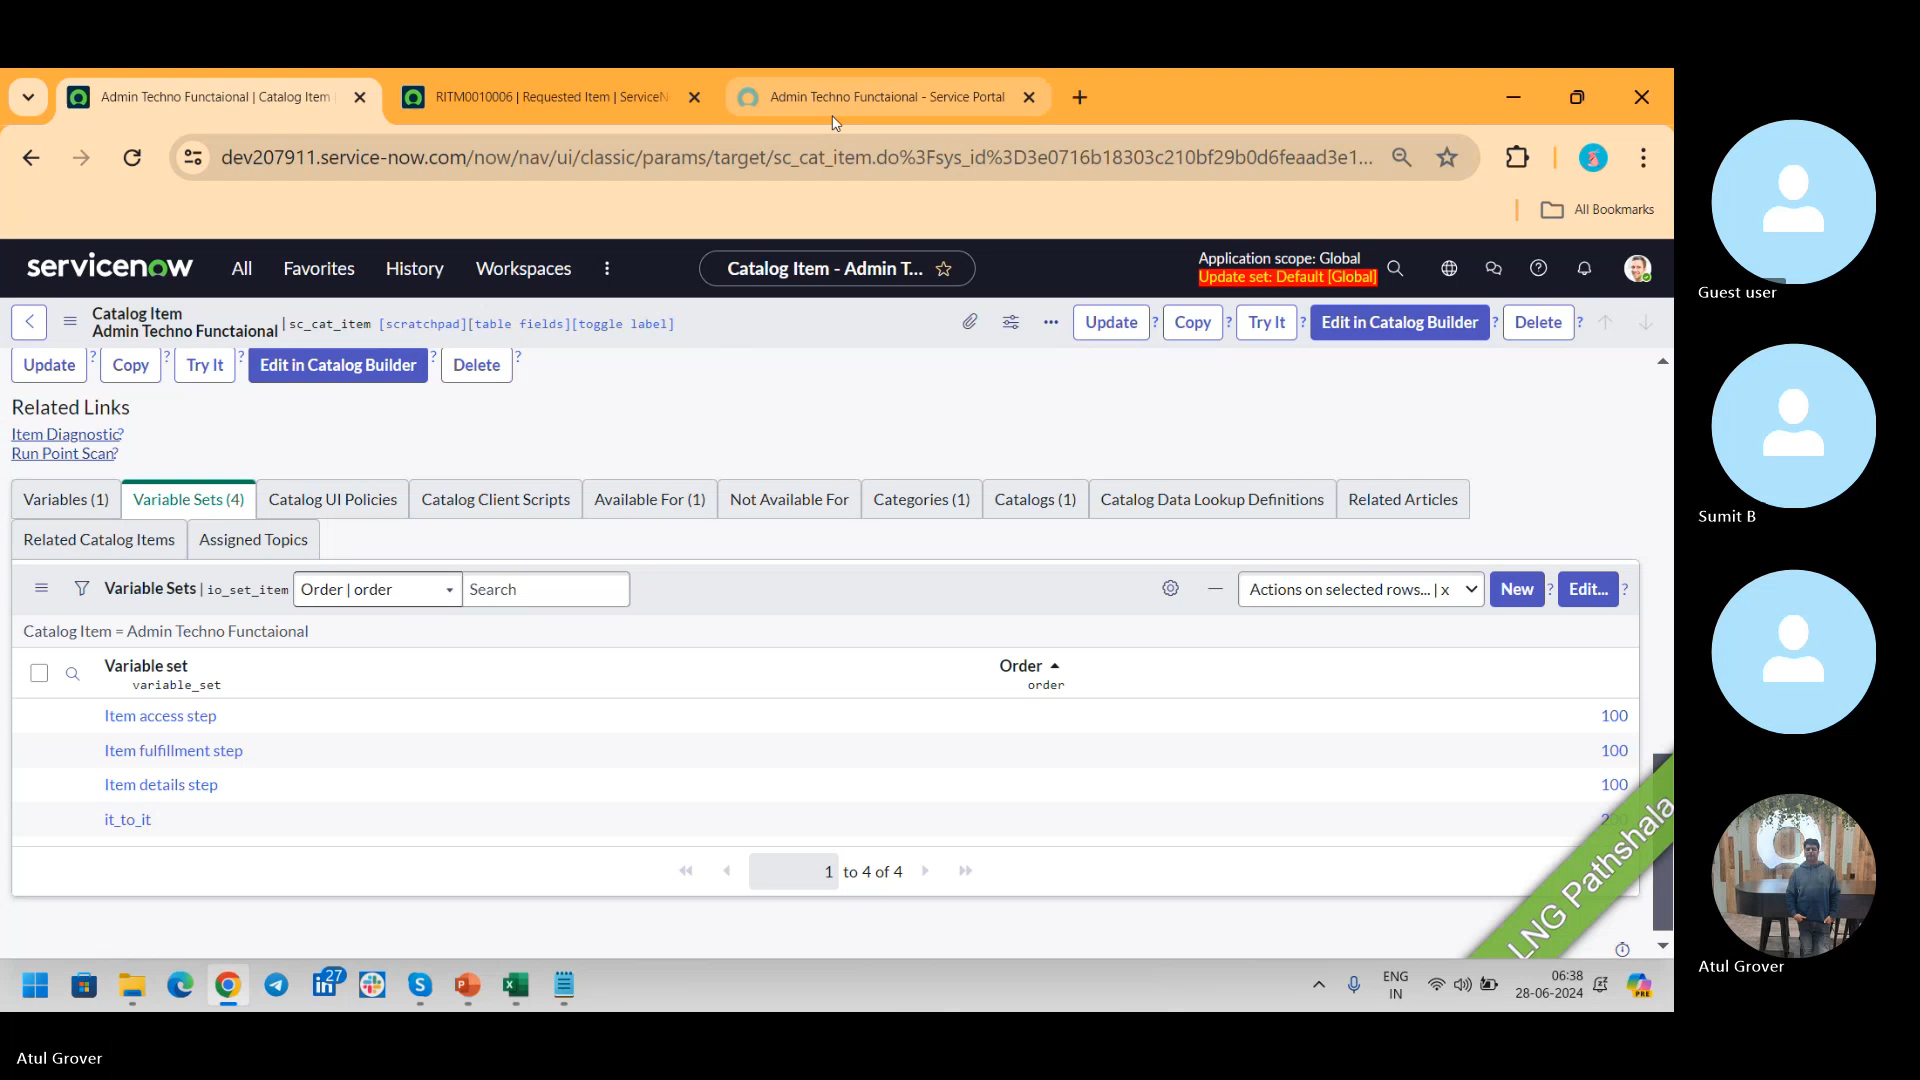 Admin Techno Functaional | Catalog Item
RITM0010006 | Requested Item | ServiceN
Admin Techno Functaional - Service Portal
dev207911.service-now.com/now/nav/ui/classic/params/target/sc_cat_item.do%3Fsys_id%3D3e0716b18303c210bf29b0d6feaad3e1...
All Bookmarks
servicenow
All
Favorites
History
Workspaces
Catalog Item - Admin T...
Application scope: Global
Update set: Default [Global]
Catalog Item
Admin Techno Functaional | sc_cat_item [scratchpad][table fields][toggle label]
Update ? Copy ? Try It ? Edit in Catalog Builder ? Delete ?
Update ? Copy ? Try It ? Edit in Catalog Builder ? Delete ?
Related Links
Item Diagnostic?
Run Point Scan?
Variables (1)
Variable Sets (4)
Catalog UI Policies
Catalog Client Scripts
Available For (1)
Not Available For
Categories (1)
Catalogs (1)
Catalog Data Lookup Definitions
Related Articles
Related Catalog Items
Assigned Topics
Variable Sets | io_set_item
Order | order
Search
Actions on selected rows... | x
New ?
Edit... ?
Catalog Item = Admin Techno Functaional
Variable set
variable_set
Order
order
Item access step 100
Item fulfillment step 100
Item details step 100
it_to_it
1 to 4 of 4
LNG Pathshala
27
ENG
IN
06:38
28-06-2024
PRE
Guest user
Sumit B
Atul Grover
Atul Grover